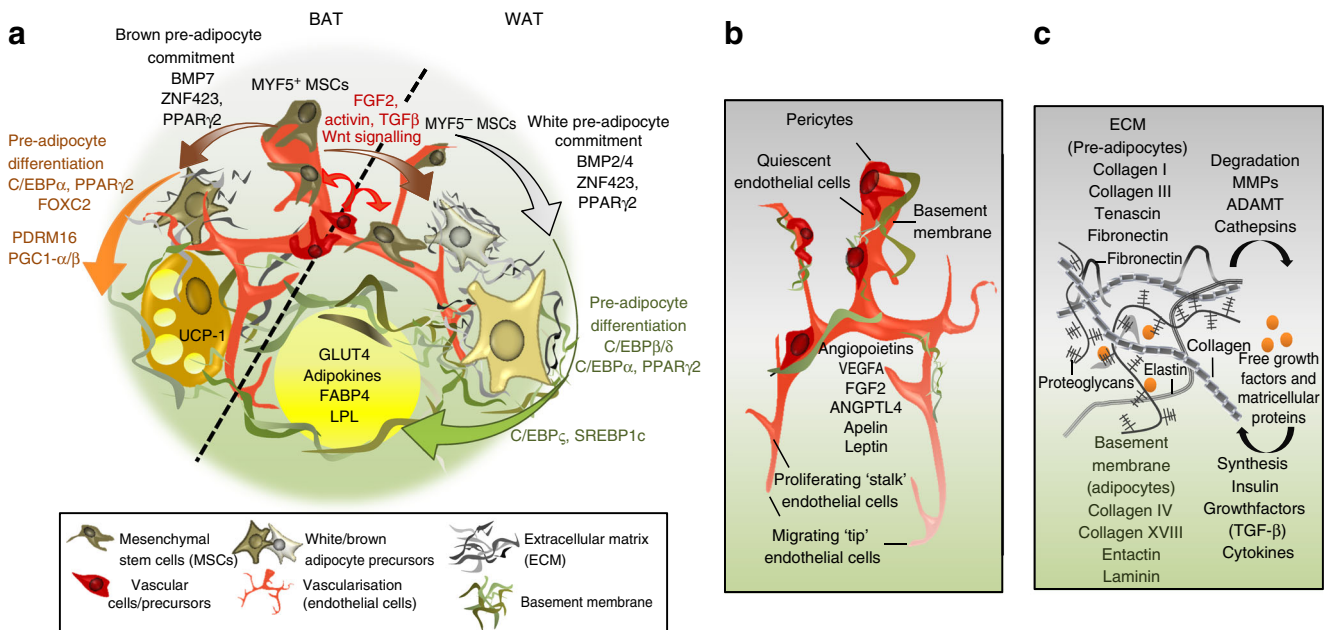 a
BAT
WAT
Brown pre-adipocyte
commitment
BMP7
ZNF423,
PPARγ2
MYF5⁺ MSCs
FGF2,
activin, TGFβ
Wnt signalling
MYF5⁻ MSCs
White pre-adipocyte
commitment
BMP2/4
ZNF423,
PPARγ2
Pre-adipocyte
differentiation
C/EBPα, PPARγ2
FOXC2
PDRM16
PGC1-α/β
UCP-1
GLUT4
Adipokines
FABP4
LPL
Pre-adipocyte
differentiation
C/EBPβ/δ
C/EBPα, PPARγ2
C/EBPς, SREBP1c
Mesenchymal
stem cells (MSCs)
White/brown
adipocyte precursors
Extracellular matrix
(ECM)
Vascular
cells/precursors
Vascularisation
(endothelial cells)
Basement membrane
b
Pericytes
Quiescent
endothelial cells
Basement
membrane
Angiopoietins
VEGFA
FGF2
ANGPTL4
Apelin
Leptin
Proliferating ‘stalk’
endothelial cells
Migrating ‘tip’
endothelial cells
c
ECM
(Pre-adipocytes)
Collagen I
Collagen III
Tenascin
Fibronectin
Fibronectin
Degradation
MMPs
ADAMT
Cathepsins
Proteoglycans
Elastin
Collagen
Free growth
factors and
matricellular
proteins
Basement
membrane
(adipocytes)
Collagen IV
Collagen XVIII
Entactin
Laminin
Synthesis
Insulin
Growthfactors
(TGF-β)
Cytokines